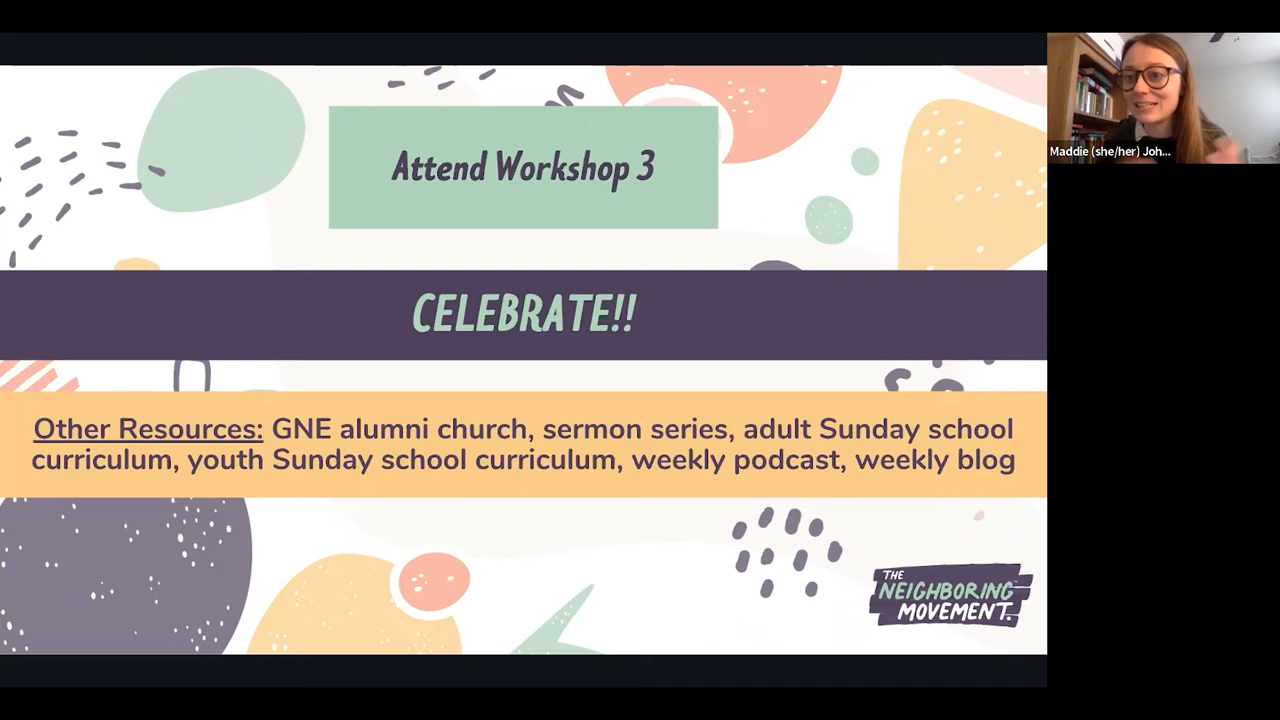 Attend Workshop 3
CELEBRATE!!
Other Resources: GNE alumni church, sermon series, adult Sunday school
curriculum, youth Sunday school curriculum, weekly podcast, weekly blog
THE
NEIGHBORING
MOVEMENT.
Maddie (she/her) Joh...